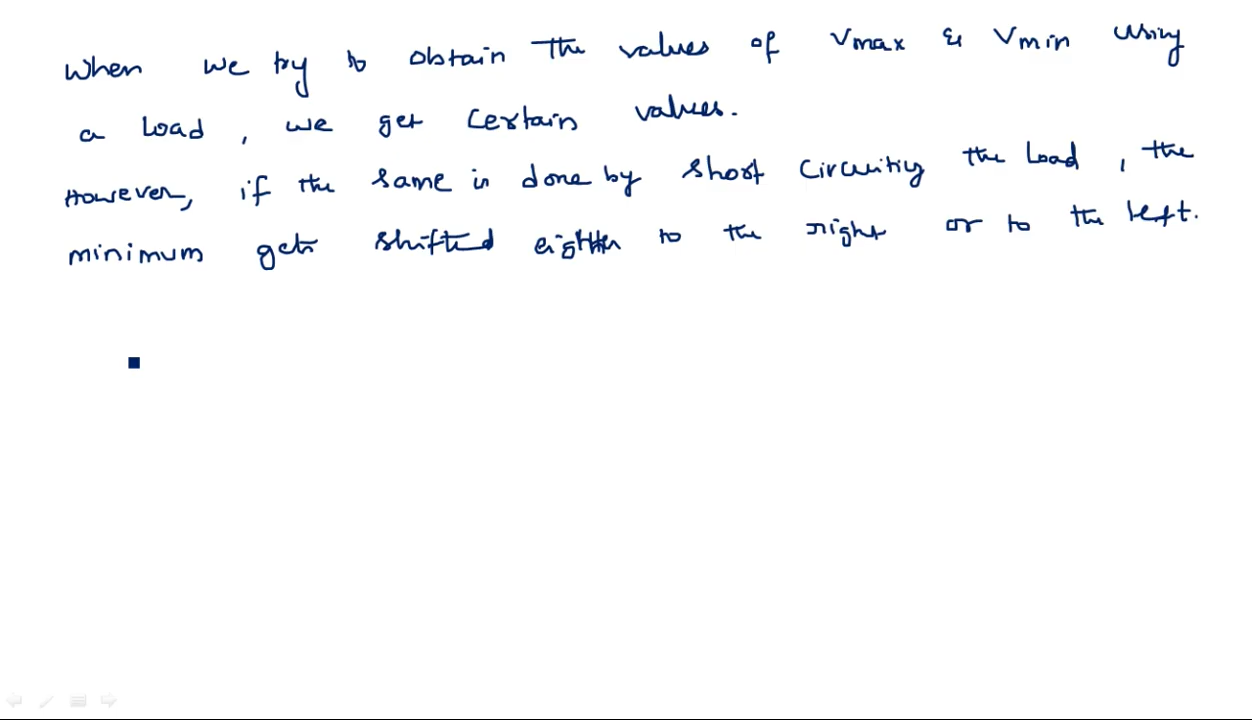 When we try to obtain the values of Vmax & Vmin using
a load, we get certain values.
However, if the same is done by short circuiting the load, the
minimum gets shifted eighther to the right or to the left.